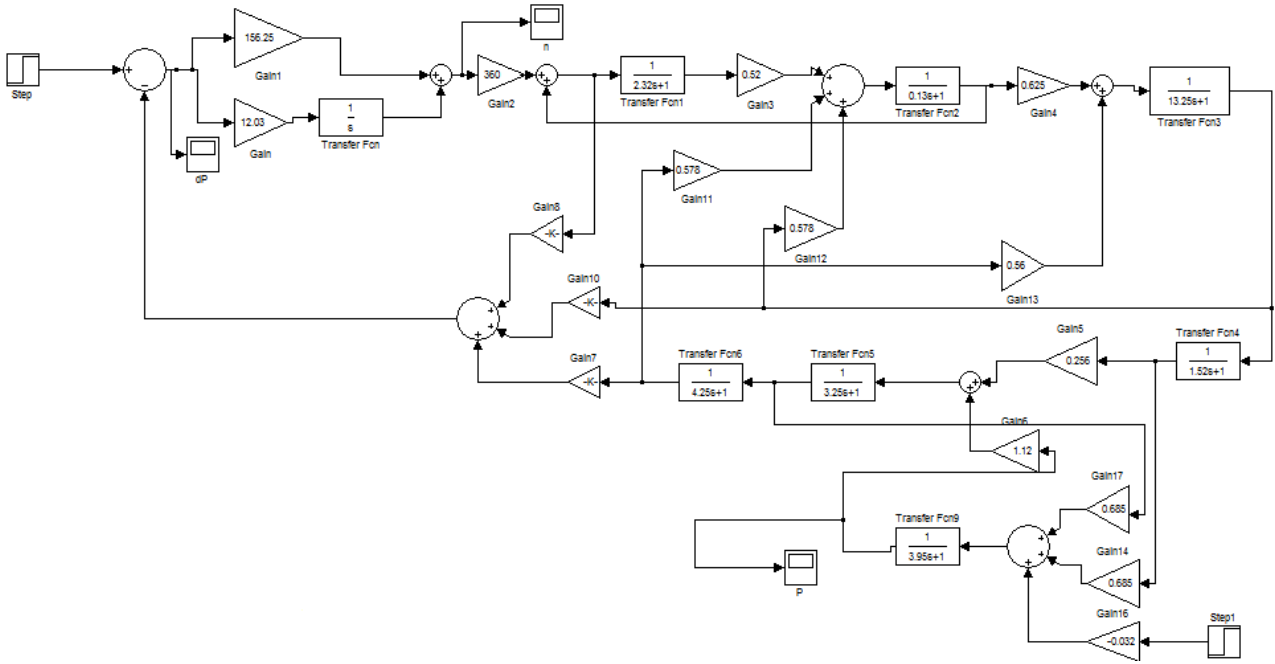 Step
+
−
156.25
Gain1
12.03
Gain
1
s
Transfer Fcn
dP
+
+
n
360
Gain2
+
+
1
2.32s+1
Transfer Fcn1
0.52
Gain3
+
+
+
1
0.13s+1
Transfer Fcn2
0.625
Gain4
+
+
1
13.25s+1
Transfer Fcn3
0.578
Gain11
0.578
Gain12
0.56
Gain13
Gain8
-K-
Gain10
-K-
+
+
+
Gain7
-K-
Transfer Fcn6
1
4.25s+1
Transfer Fcn5
1
3.25s+1
+
+
Gain5
0.256
Transfer Fcn4
1
1.52s+1
Gain6
1.12
Gain17
0.685
Transfer Fcn9
1
3.95s+1
+
+
+
Gain14
0.685
P
Gain16
-0.032
Step1